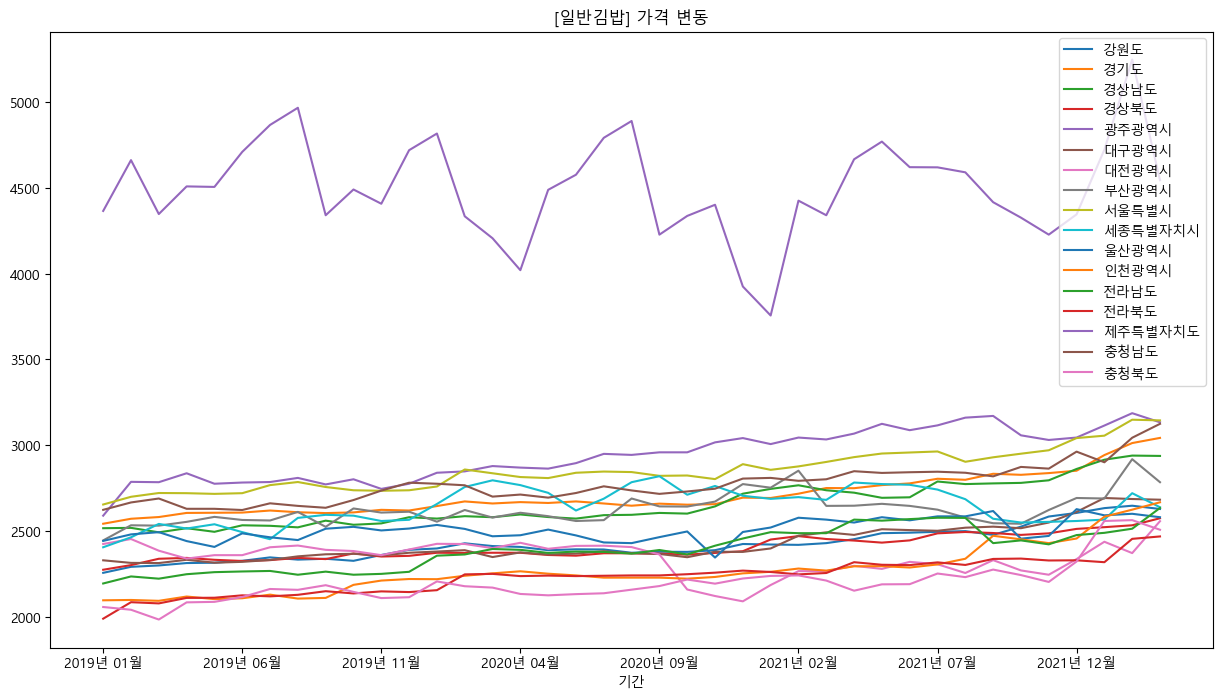 [일반김밥] 가격 변동
강원도
경기도
경상남도
경상북도
광주광역시
대구광역시
대전광역시
부산광역시
서울특별시
세종특별자치시
울산광역시
인천광역시
전라남도
전라북도
제주특별자치도
충청남도
충청북도
5000
4500
4000
3500
3000
2500
2000
2019년 01월 2019년 06월 2019년 11월 2020년 04월 2020년 09월 2021년 02월 2021년 07월 2021년 12월
기간